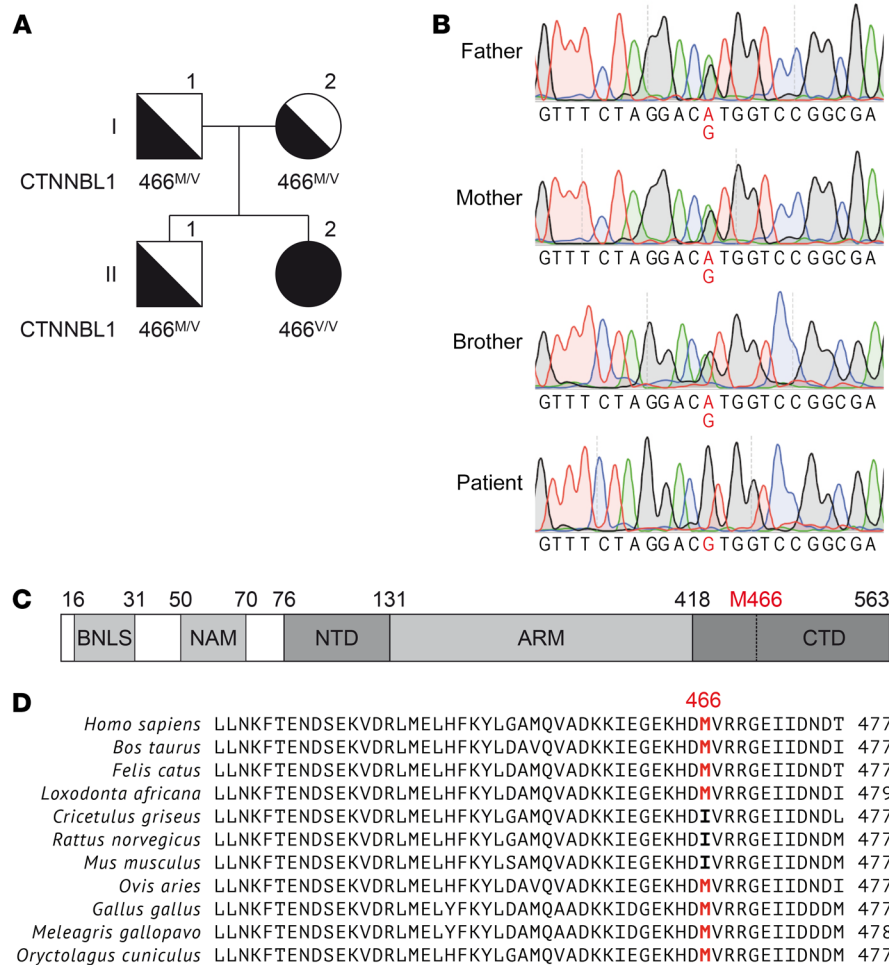 A
B
1
2
I
CTNNBL1 466M/V 466M/V
1
2
II
CTNNBL1 466M/V 466V/V
Father
GTTTCTAGGACATGGTCCGGCGA
G
Mother
GTTTCTAGGACATGGTCCGGCGA
G
Brother
GTTTCTAGGACATGGTCCGGCGA
G
Patient
GTTTCTAGGACGTGGTCCGGCGA
C
16 31 50 70 76 131 418 M466 563
BNLS NAM NTD ARM CTD
D
466
Homo sapiens LLNKFTENDSEKVDRLMELHFKYLGAMQVADKKIEGEKHDMVRRGEIIDNDT 477
Bos taurus LLNKFTENDSEKVDRLMELHFKYLDAVQVADKKIEGEKHDMVRRGEIIDNDI 477
Felis catus LLNKFTENDSEKVDRLMELHFKYLDAMQVADKKIEGEKHDMVRRGEIIDNDT 477
Loxodonta africana LLNKFTENDSEKVDRLMELHFKYLDAMQVADKKIEGEKHDMVRRGEIIDNDI 479
Cricetulus griseus LLNKFTENDSEKVDRLMELHFKYLDAMQVADKKIEGEKHDIVRRGEIIDNDL 477
Rattus norvegicus LLNKFTENDSEKVDRLMELHFKYLDAMQVADKKIEGEKHDIVRRGEIIDNDM 477
Mus musculus LLNKFTENDSEKVDRLMELHFKYLSAMQVADKKIEGEKHDIVRRGEIIDNDM 477
Ovis aries LLNKFTENDSEKVDRLMELHFKYLDAVQVADKKIEGEKHDMVRRGEIIDNDI 477
Gallus gallus LLNKFTENDSEKVDRLMELYFKYLDAMQAADKKIDGEKHDMVRRGEIIDDDM 477
Meleagris gallopavo LLNKFTENDSEKVDRLMELYFKYLDAMQAADKKIDGEKHDMVRRGEIIDDDM 478
Oryctolagus cuniculus LLNKFTENDSEKVDRLMELHFKYLDAMQVADKKIEGEKHDMVRRGEIIDNDM 477